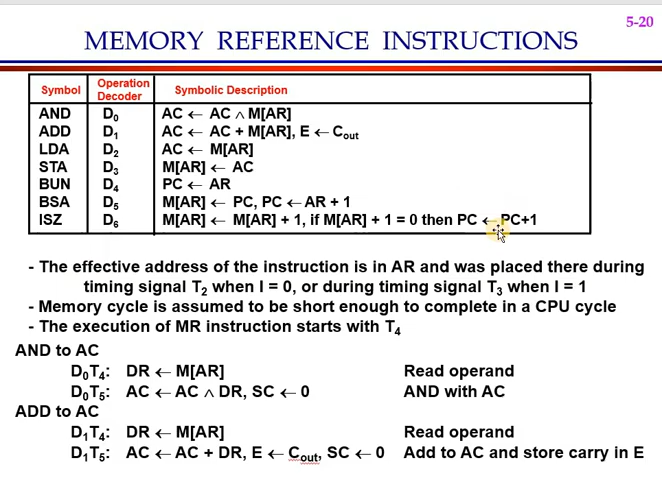 5-20
MEMORY REFERENCE INSTRUCTIONS
Symbol Operation Decoder Symbolic Description
AND D₀ AC ← AC ∧ M[AR]
ADD D₁ AC ← AC + M[AR], E ← Cout
LDA D₂ AC ← M[AR]
STA D₃ M[AR] ← AC
BUN D₄ PC ← AR
BSA D₅ M[AR] ← PC, PC ← AR + 1
ISZ D₆ M[AR] ← M[AR] + 1, if M[AR] + 1 = 0 then PC ← PC+1
- The effective address of the instruction is in AR and was placed there during
timing signal T₂ when I = 0, or during timing signal T₃ when I = 1
- Memory cycle is assumed to be short enough to complete in a CPU cycle
- The execution of MR instruction starts with T₄
AND to AC
D₀T₄: DR ← M[AR] Read operand
D₀T₅: AC ← AC ∧ DR, SC ← 0 AND with AC
ADD to AC
D₁T₄: DR ← M[AR] Read operand
D₁T₅: AC ← AC + DR, E ← Cout, SC ← 0 Add to AC and store carry in E